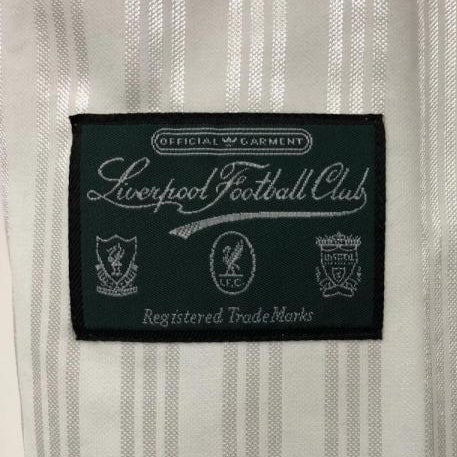 OFFICIAL GARMENT
Liverpool Football Club
L.F.C.
Registered Trade Marks